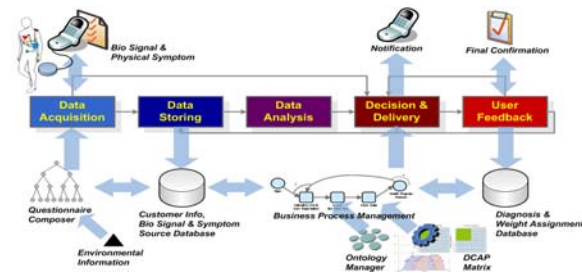 Bio Signal &
Physical Symptom
Notification
Final Confirmation
Data
Acquisition
Data
Storing
Data
Analysis
Decision &
Delivery
User
Feedback
Questionnaire
Composer
Customer Info,
Bio Signal & Symptom
Source Database
Business Process Management
Diagnosis &
Weight Assignment
Database
Environmental
Information
Ontology
Manager
DCAP
Matrix